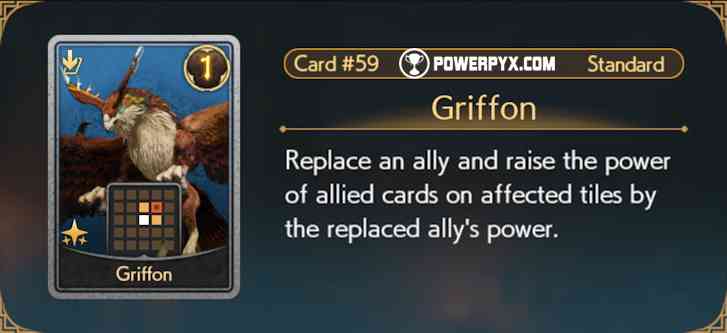 Card #59 POWERPYX.COM Standard
1
Griffon
Replace an ally and raise the power
of allied cards on affected tiles by
the replaced ally's power.
Griffon